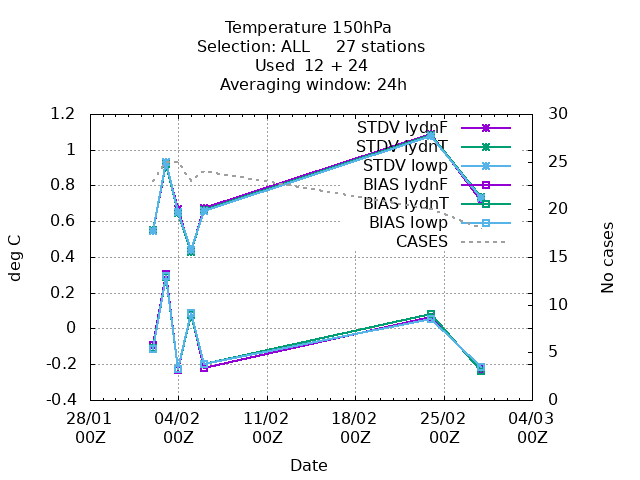 Temperature 150hPa
Selection: ALL 27 stations
Used 12 + 24
Averaging window: 24h
1.2
1
0.8
0.6
0.4
0.2
0
-0.2
-0.4
deg C
30
25
20
15
10
5
0
No cases
STDV lydnF
STDV lydnT
STDV lowp
BIAS lydnF
BIAS lydnT
BIAS lowp
CASES
28/01 04/02 11/02 18/02 25/02 04/03
00Z 00Z 00Z 00Z 00Z 00Z
Date